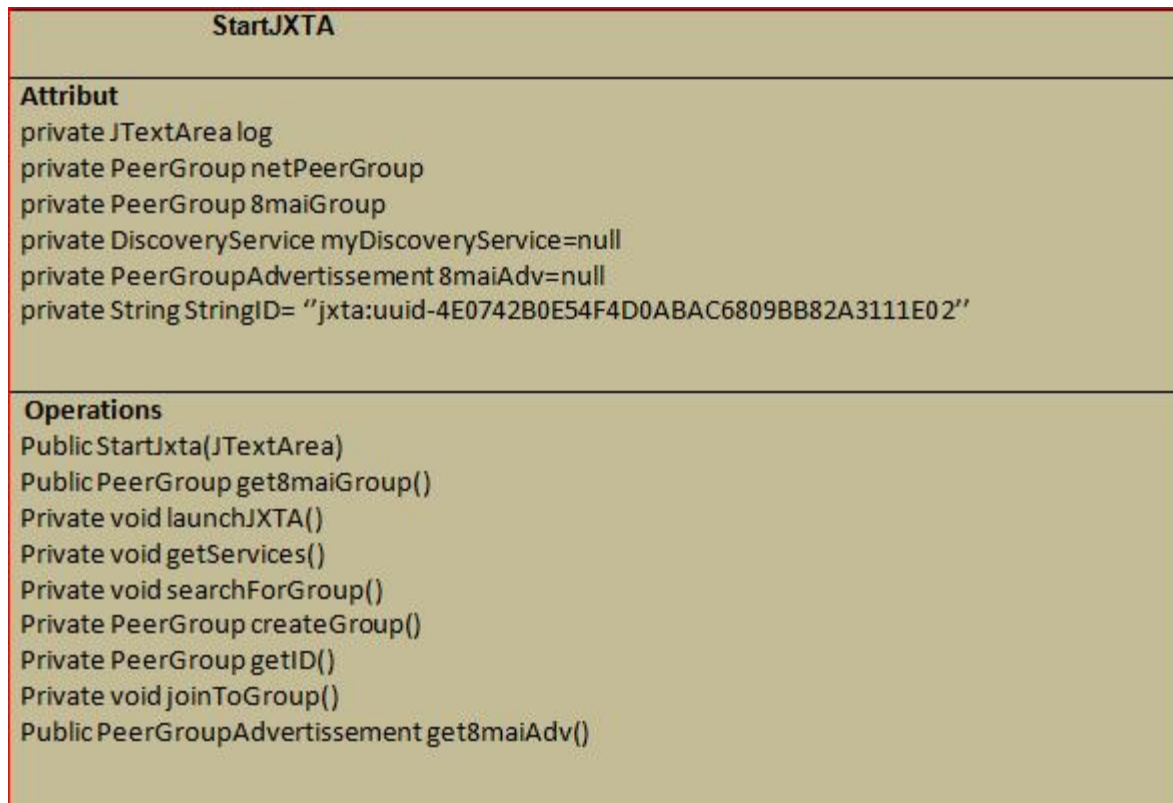 StartJXTA
Attribut
private JTextArea log
private PeerGroup netPeerGroup
private PeerGroup 8maiGroup
private DiscoveryService myDiscoveryService=null
private PeerGroupAdvertissement 8maiAdv=null
private String StringID= ‘’jxta:uuid-4E0742B0E54F4D0ABAC6809BB82A3111E02’’
Operations
Public StartJxta(JTextArea)
Public PeerGroup get8maiGroup()
Private void launchJXTA()
Private void getServices()
Private void searchForGroup()
Private PeerGroup createGroup()
Private PeerGroup getID()
Private void joinToGroup()
Public PeerGroupAdvertissement get8maiAdv()